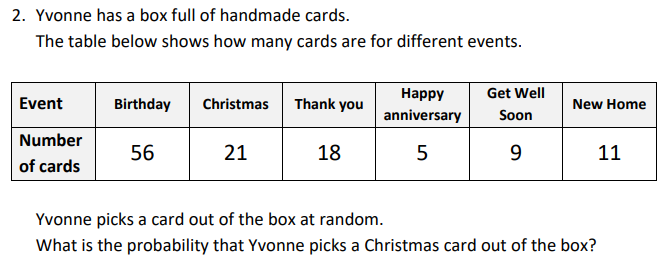 2. Yvonne has a box full of handmade cards.
The table below shows how many cards are for different events.
Event Birthday Christmas Thank you Happy anniversary Get Well Soon New Home
Number of cards 56 21 18 5 9 11
Yvonne picks a card out of the box at random.
What is the probability that Yvonne picks a Christmas card out of the box?